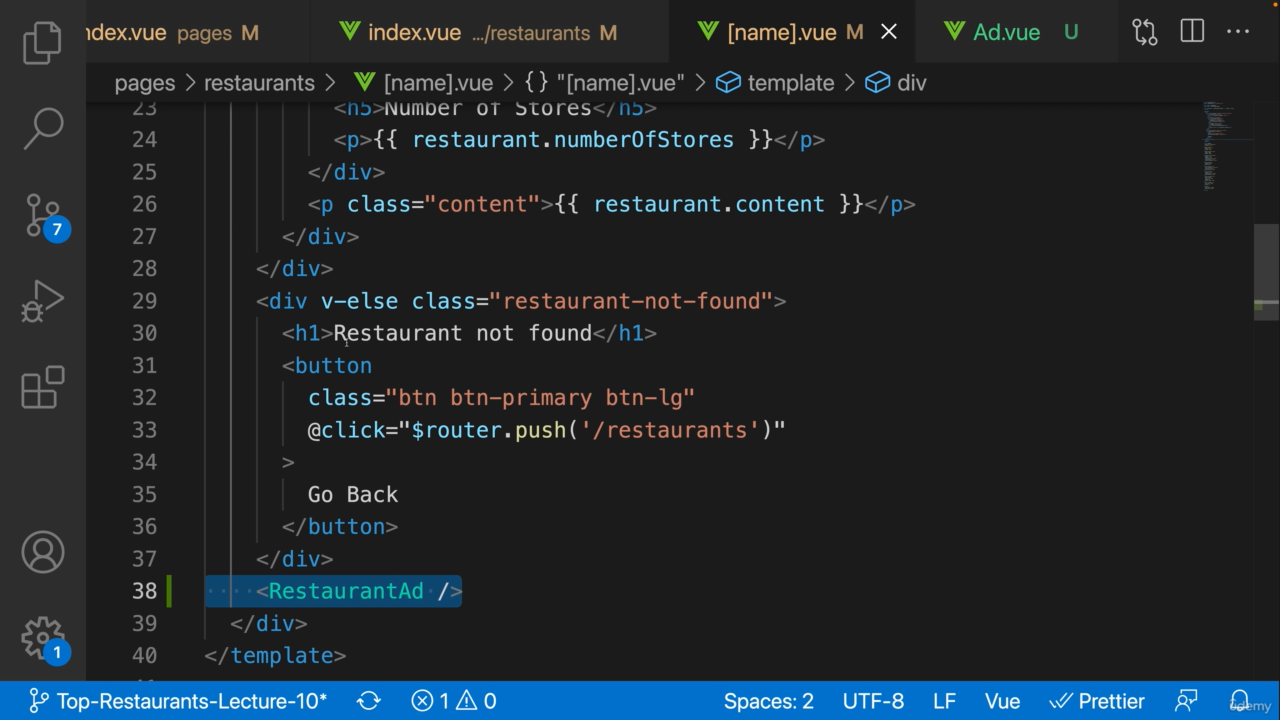 ndex.vue pages M
index.vue .../restaurants M
[name].vue M
Ad.vue U
pages > restaurants > [name].vue > {} "[name].vue" > template > div
23 <h5>Number of Stores</h5>
24 <p>{{ restaurant.numberOfStores }}</p>
25 </div>
26 <p class="content">{{ restaurant.content }}</p>
27 </div>
28 </div>
29 <div v-else class="restaurant-not-found">
30 <h1>Restaurant not found</h1>
31 <button
32 class="btn btn-primary btn-lg"
33 @click="$router.push('/restaurants')"
34 >
35 Go Back
36 </button>
37 </div>
38 <RestaurantAd />
39 </div>
40 </template>
7
1
Top-Restaurants-Lecture-10* 1 0 Spaces: 2 UTF-8 LF Vue Prettier
udemy